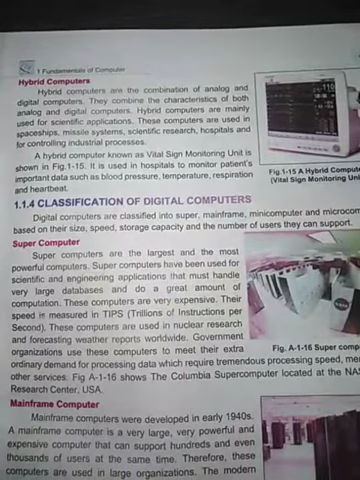 1 Fundamentals of Computer
Hybrid Computers
Hybrid computers are the combination of analog and
digital computers. They combine the characteristics of both
analog and digital computers. Hybrid computers are mainly
used for scientific applications. These computers are used in
spaceships, missile systems, scientific research, hospitals and
for controlling industrial processes.
A hybrid computer known as Vital Sign Monitoring Unit is
shown in Fig.1-15. It is used in hospitals to monitor patient's
important data such as blood pressure, temperature, respiration
and heartbeat.
Fig.1-15 A Hybrid Compute
(Vital Sign Monitoring Uni
1.1.4 CLASSIFICATION OF DIGITAL COMPUTERS
Digital computers are classified into super, mainframe, minicomputer and microcom
based on their size, speed, storage capacity and the number of users they can support.
Super Computer
Super computers are the largest and the most
powerful computers. Super computers have been used for
scientific and engineering applications that must handle
very large databases and do a great amount of
computation. These computers are very expensive. Their
speed is measured in TIPS (Trillions of Instructions per
Second). These computers are used in nuclear research
and forecasting weather reports worldwide. Government
organizations use these computers to meet their extra
Fig. A-1-16 Super comp
ordinary demand for processing data which require tremendous processing speed, me
other services. Fig A-1-16 shows The Columbia Supercomputer located at the NAS
Research Center, USA.
Mainframe Computer
Mainframe computers were developed in early 1940s.
A mainframe computer is a very large, very powerful and
expensive computer that can support hundreds and even
thousands of users at the same time. Therefore, these
computers are used in large organizations. The modern